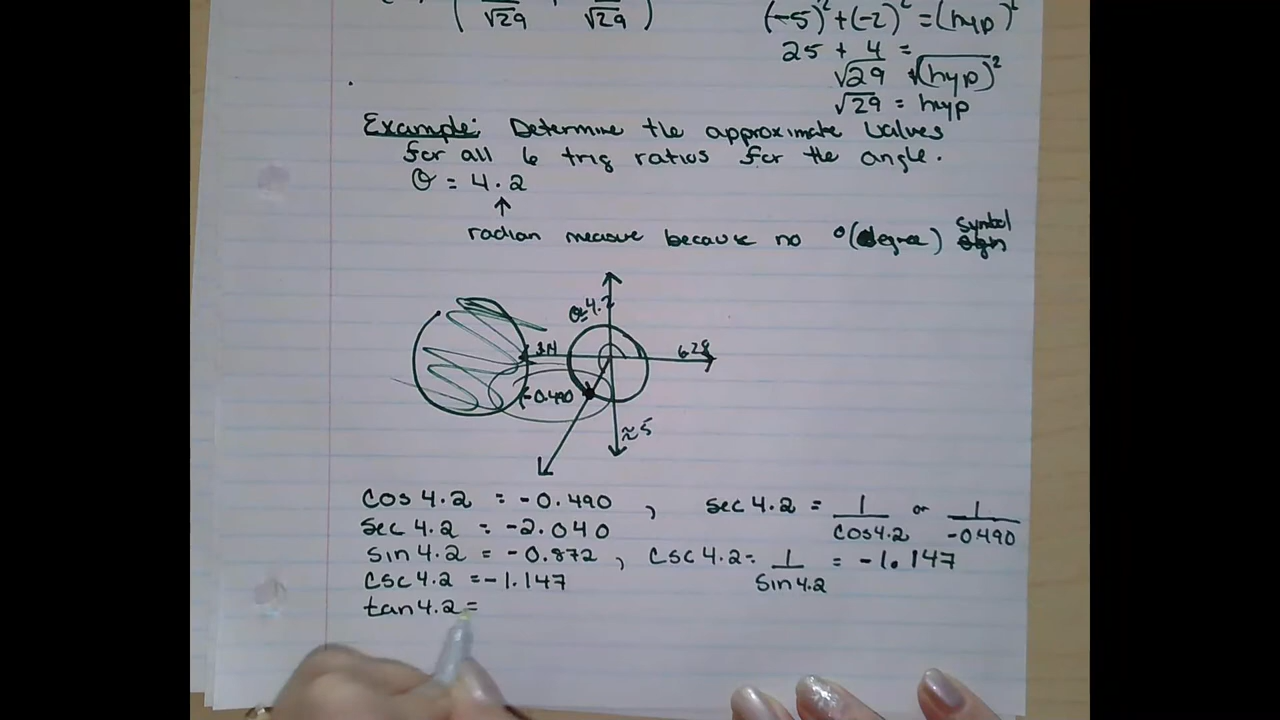 √29 √29
(-5)² + (-2)² = (hyp)²
25 + 4 =
√29 √(hyp)²
√29 = hyp
Example: Determine the approximate values
for all 6 trig ratios for the angle.
θ = 4.2
↑
radian measure because no °(degree) symbol
θ≈4.2
3.14
6.28
(-0.490
≈5
cos 4.2 = -0.490 , sec 4.2 = 1/cos 4.2 or 1/-0.490
sec 4.2 = -2.040
sin 4.2 = -0.872 , csc 4.2 = 1/sin 4.2 = -1.147
csc 4.2 = -1.147
tan 4.2 =